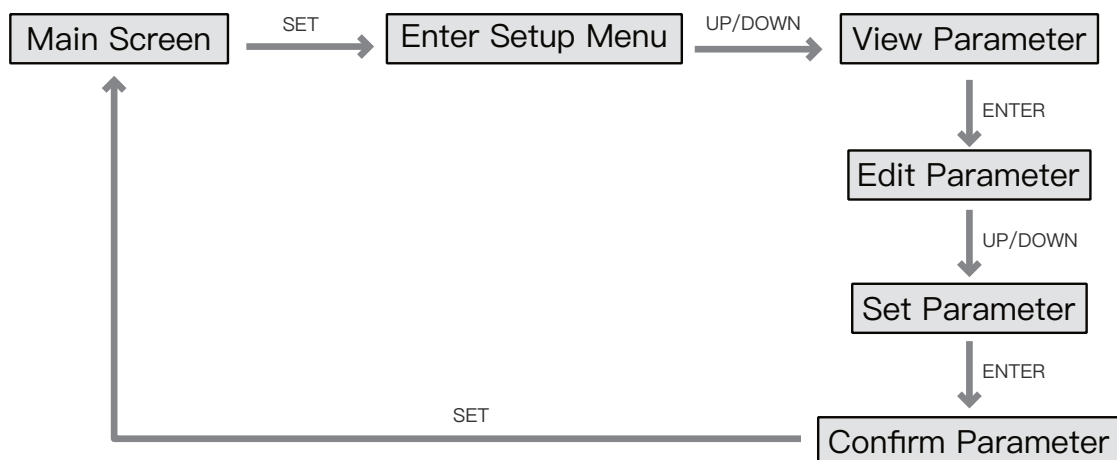 Main Screen
SET
Enter Setup Menu
UP/DOWN
View Parameter
ENTER
Edit Parameter
UP/DOWN
Set Parameter
ENTER
SET
Confirm Parameter